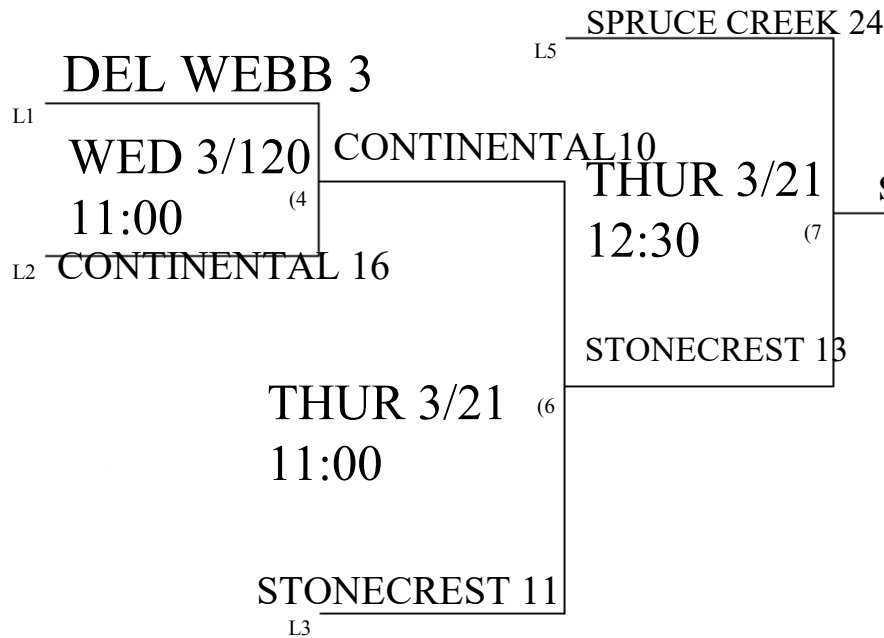 SPRUCE CREEK 24
L5
DEL WEBB 3
L1
WED 3/120
11:00
(4
CONTINENTAL10
THUR 3/21
12:30
(7
S
L2
CONTINENTAL 16
STONECREST 13
THUR 3/21
11:00
(6
STONECREST 11
L3